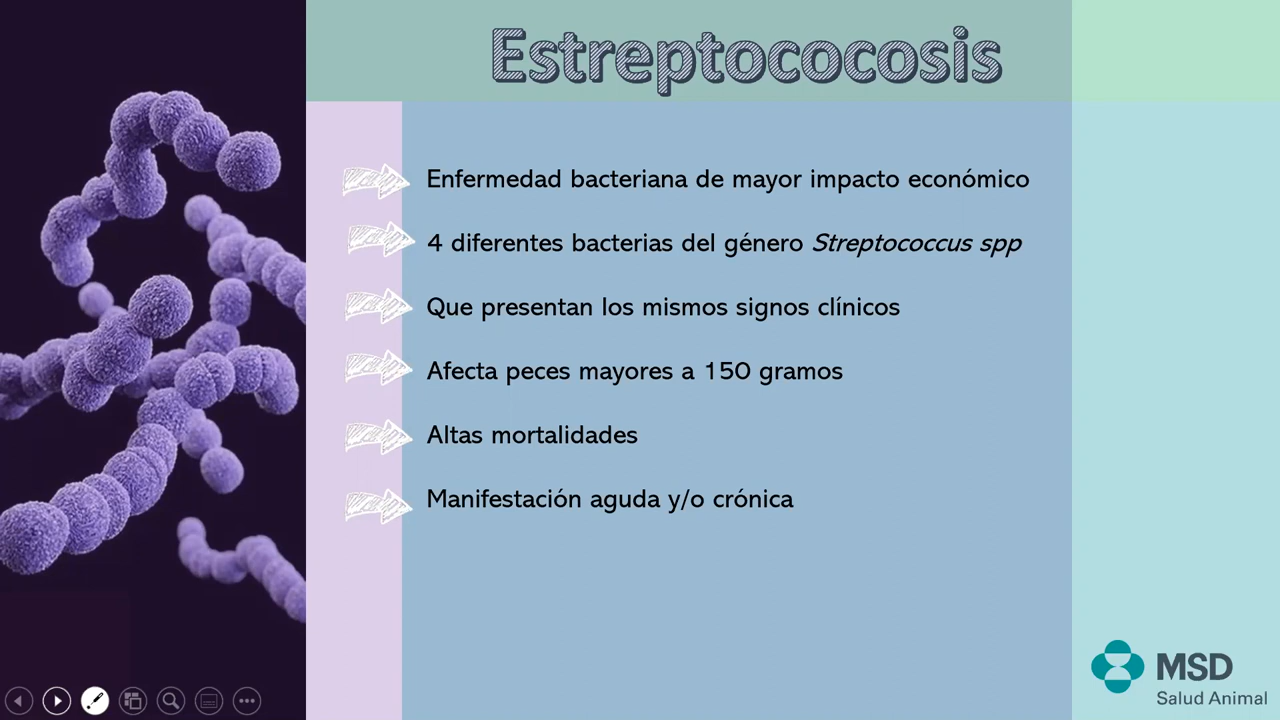 Estreptococosis
Enfermedad bacteriana de mayor impacto económico
4 diferentes bacterias del género Streptococcus spp
Que presentan los mismos signos clínicos
Afecta peces mayores a 150 gramos
Altas mortalidades
Manifestación aguda y/o crónica
MSD
Salud Animal